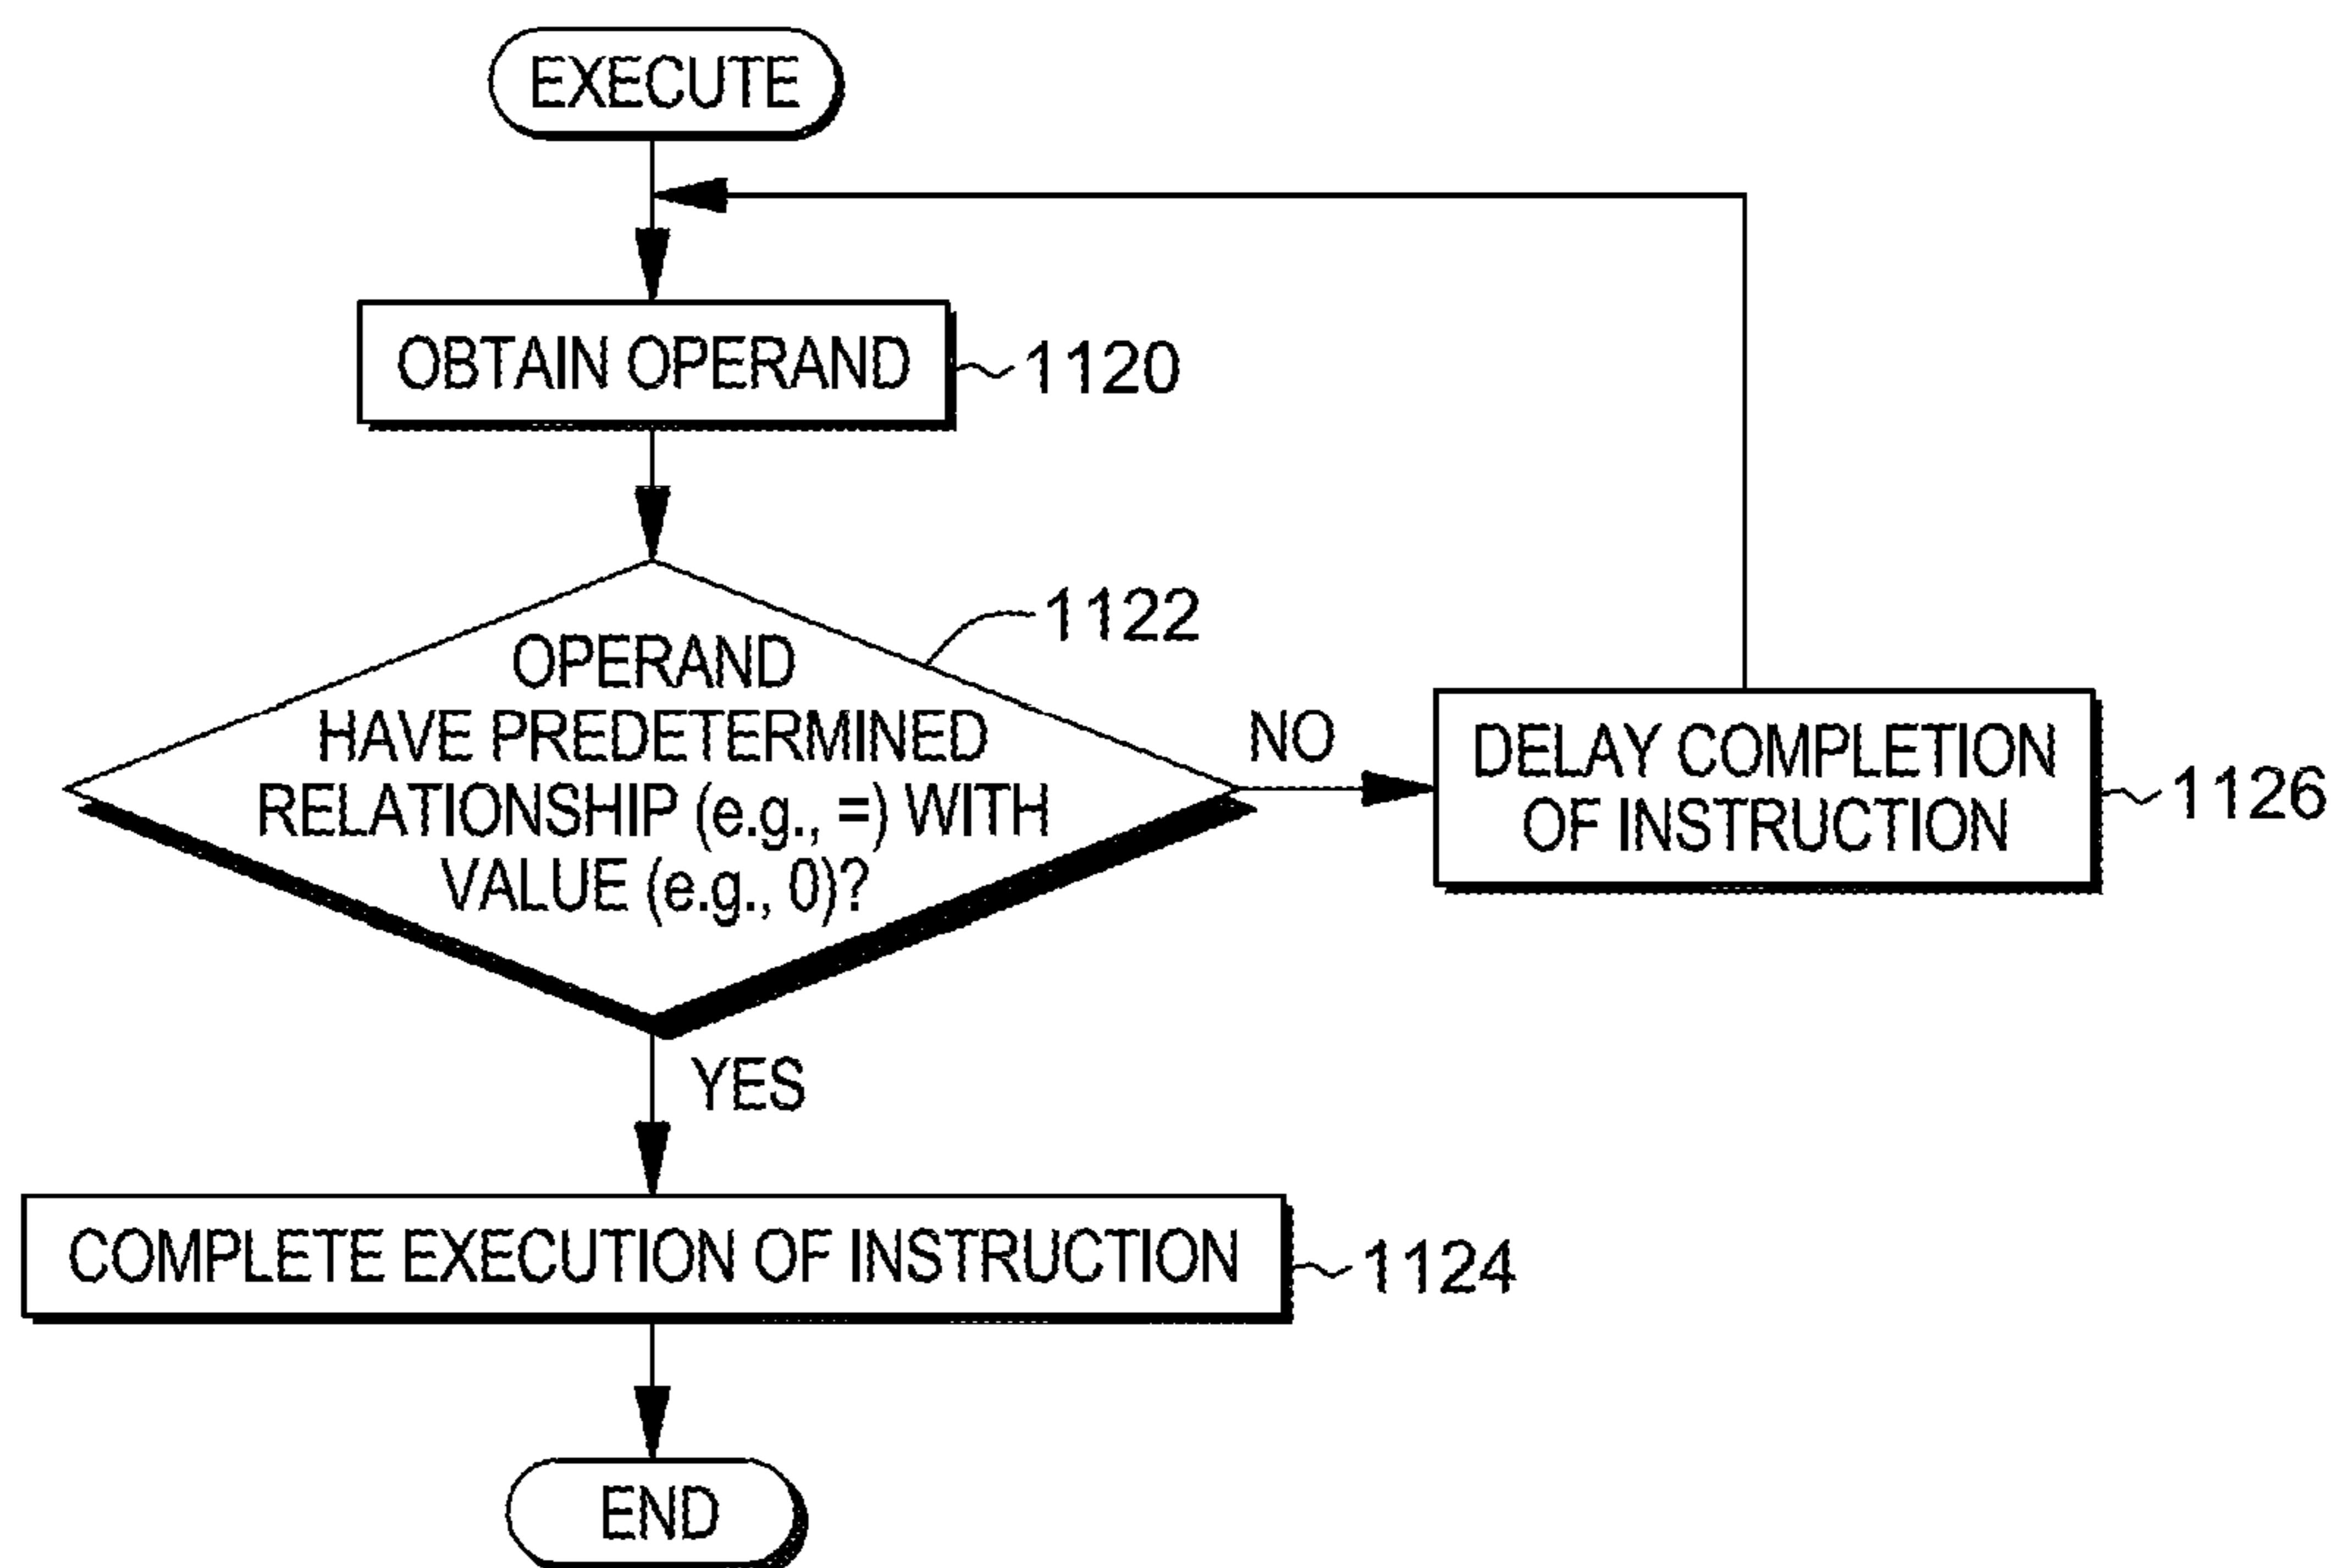 EXECUTE
OBTAIN OPERAND
1120
1122
OPERAND
HAVE PREDETERMINED
RELATIONSHIP (e.g., =) WITH
VALUE (e.g., 0)?
NO
DELAY COMPLETION
OF INSTRUCTION
1126
YES
COMPLETE EXECUTION OF INSTRUCTION
1124
END